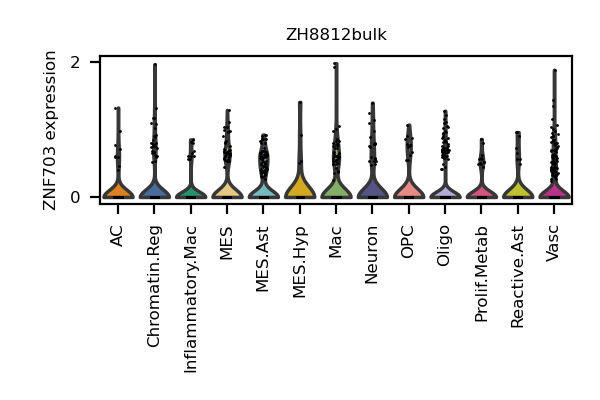 ZH8812bulk
ZNF703 expression
2
0
AC
Chromatin.Reg
Inflammatory.Mac
MES
MES.Ast
MES.Hyp
Mac
Neuron
OPC
Oligo
Prolif.Metab
Reactive.Ast
Vasc